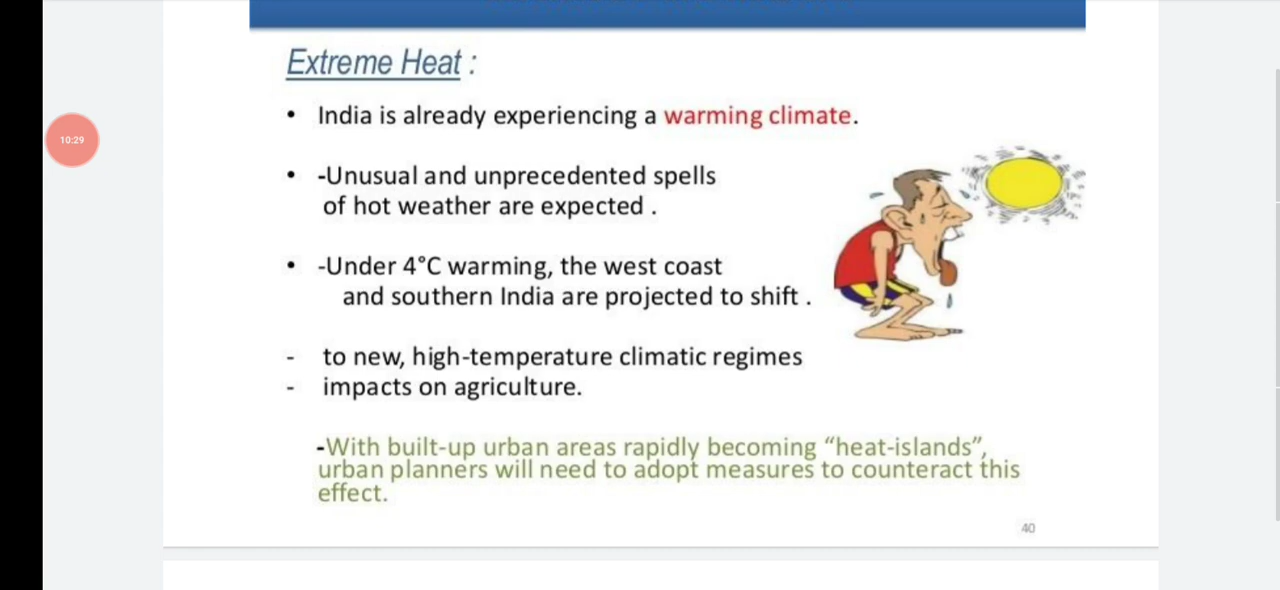 Extreme Heat :
10:29
• India is already experiencing a warming climate.
• -Unusual and unprecedented spells
of hot weather are expected .
• -Under 4°C warming, the west coast
and southern India are projected to shift .
- to new, high-temperature climatic regimes
- impacts on agriculture.
-With built-up urban areas rapidly becoming “heat-islands”,
urban planners will need to adopt measures to counteract this
effect.
40